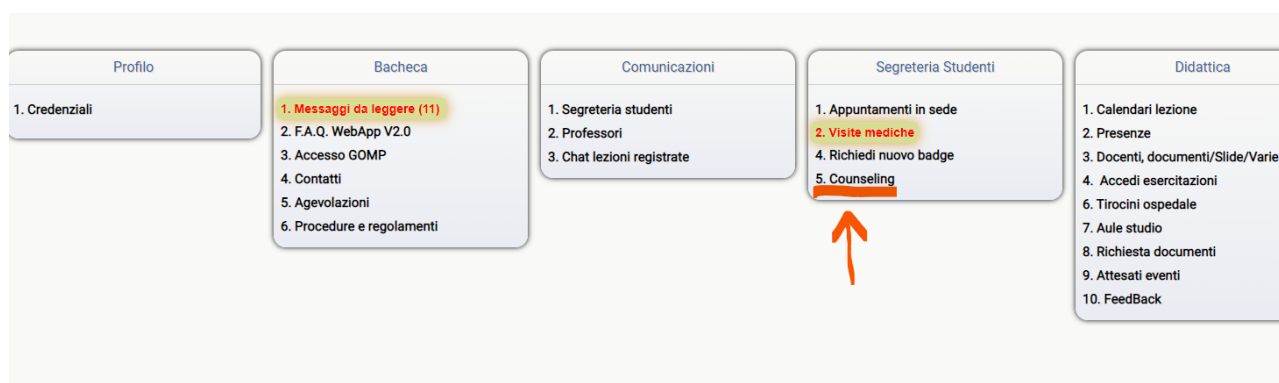 Profilo
1. Credenziali
Bacheca
1. Messaggi da leggere (11)
2. F.A.Q. WebApp V2.0
3. Accesso GOMP
4. Contatti
5. Agevolazioni
6. Procedure e regolamenti
Comunicazioni
1. Segreteria studenti
2. Professori
3. Chat lezioni registrate
Segreteria Studenti
1. Appuntamenti in sede
2. Visite mediche
4. Richiedi nuovo badge
5. Counseling
Didattica
1. Calendari lezione
2. Presenze
3. Docenti, documenti/Slide/Varie
4. Accedi esercitazioni
6. Tirocini ospedale
7. Aule studio
8. Richiesta documenti
9. Attesati eventi
10. FeedBack